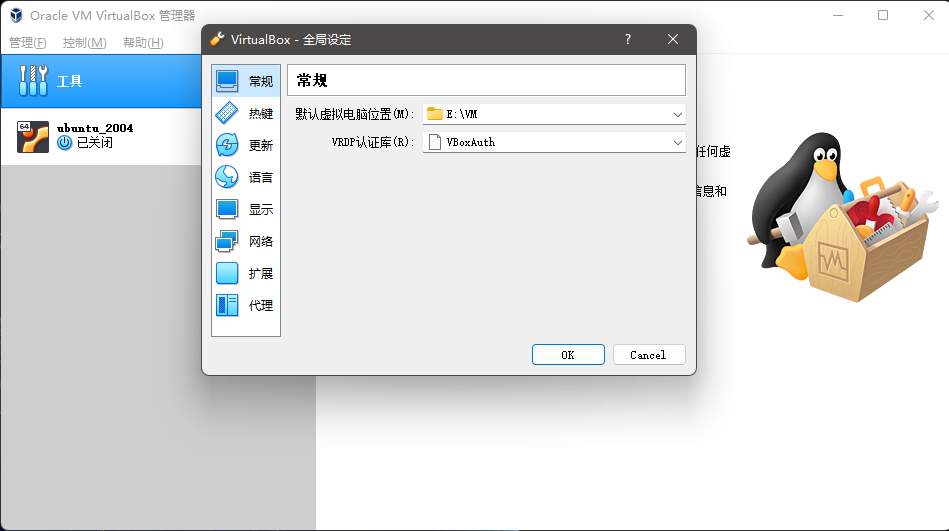 Oracle VM VirtualBox 管理器
管理(F) 控制(M) 帮助(H)
工具
64
ubuntu_2004
已关闭
VirtualBox - 全局设定
?
常规
热键
更新
语言
显示
网络
扩展
代理
常规
默认虚拟电脑位置(M): E:\VM
VRDP认证库(R): VBoxAuth
OK Cancel
任何虚
信息和